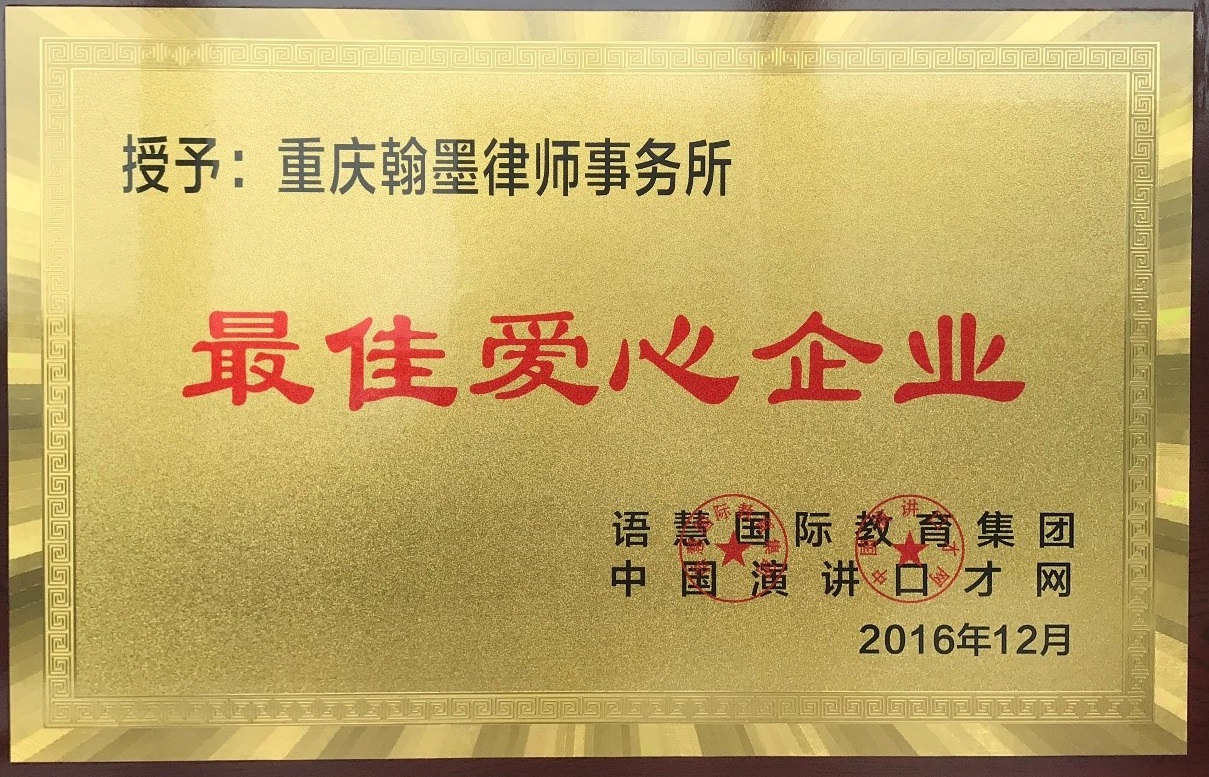 授予：重庆翰墨律师事务所
最佳爱心企业
语慧国际教育集团
中国演讲口才网
2016年12月